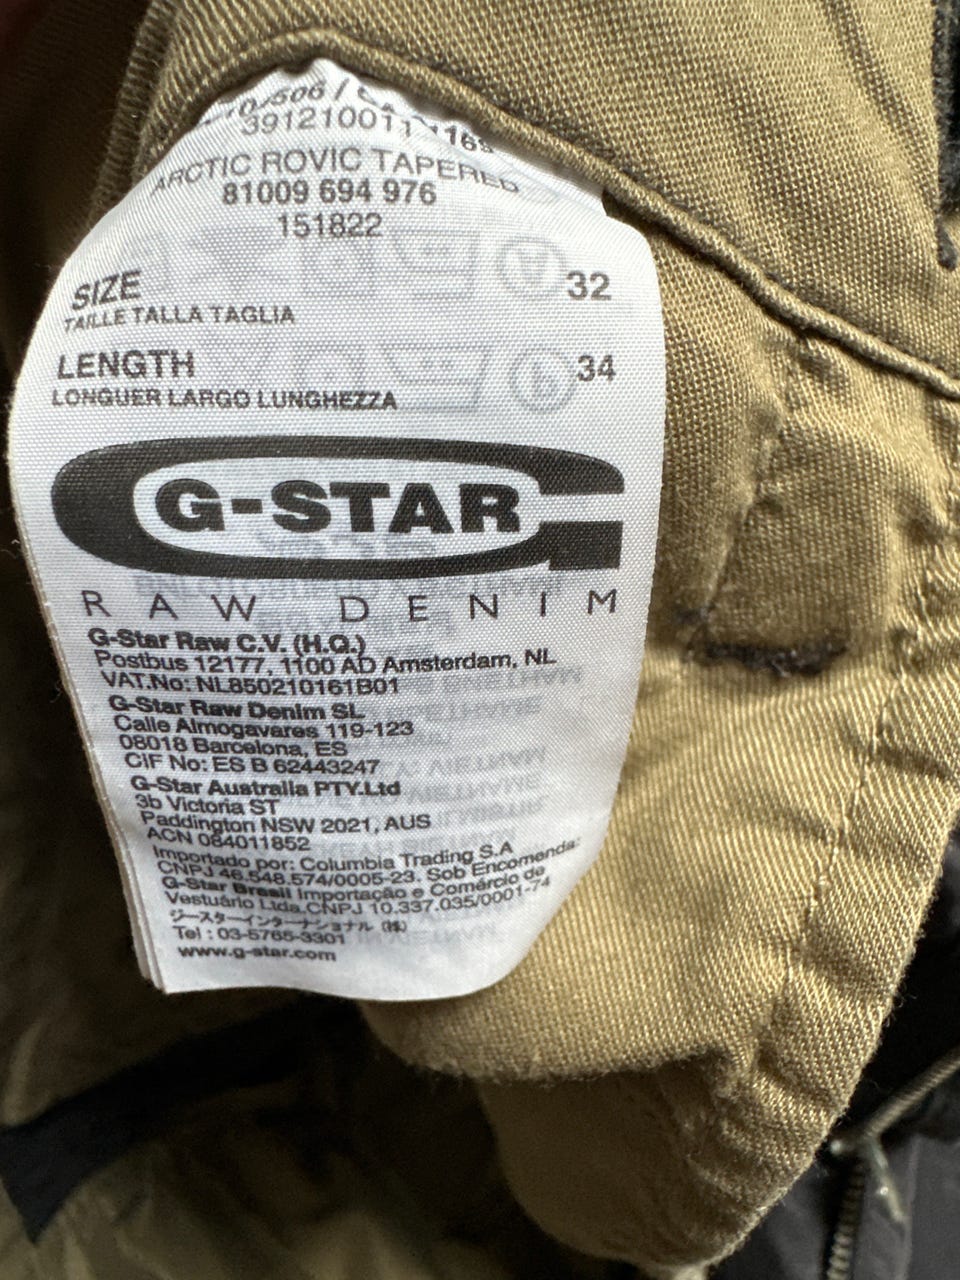 10/506 /
391210011 1169
ARCTIC ROVIC TAPERED
81009 694 976
151822
SIZE 32
TAILLE TALLA TAGLIA
LENGTH 34
LONGUER LARGO LUNGHEZZA
G-STAR
RAW DENIM
G-Star Raw C.V. (H.Q.)
Postbus 12177, 1100 AD Amsterdam, NL
VAT.No: NL850210161B01
G-Star Raw Denim SL
Calle Almogavares 119-123
08018 Barcelona, ES
CIF No: ES B 62443247
G-Star Australia PTY.Ltd
3b Victoria ST
Paddington NSW 2021, AUS
ACN 084011852
Importado por: Columbia Trading S.A
CNPJ 46.548.574/0005-23. Sob Encomenda:
G-Star Brasil Importação e Comércio de
Vestuário Ltda.CNPJ 10.337.035/0001-74
ジースターインターナショナル (株)
Tel : 03-5765-3301
www.g-star.com